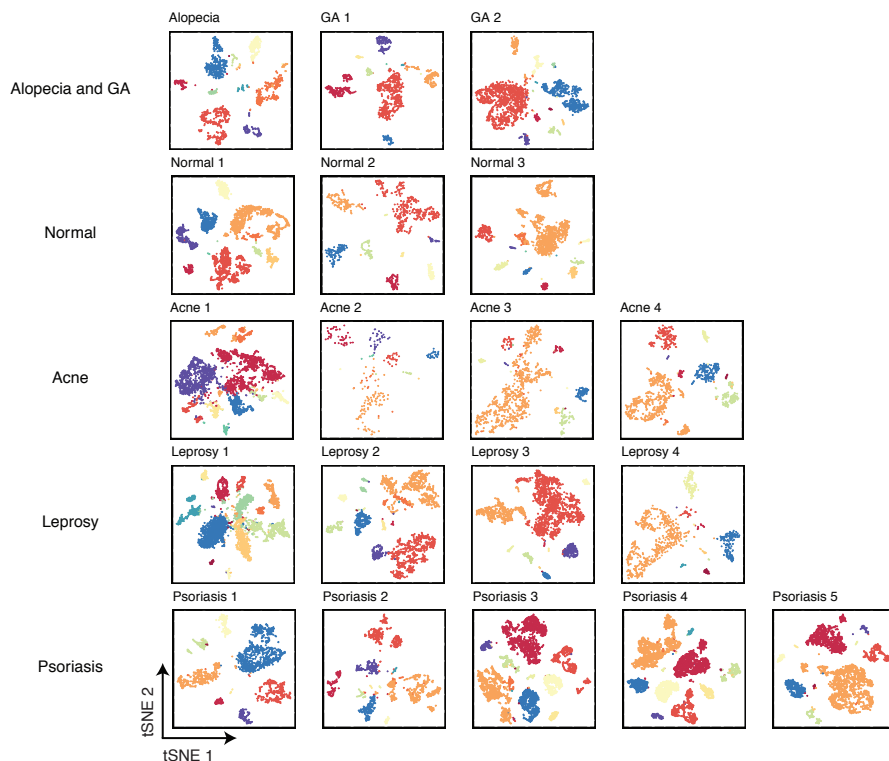 Alopecia GA 1 GA 2
Alopecia and GA
Normal 1 Normal 2 Normal 3
Normal
Acne 1 Acne 2 Acne 3 Acne 4
Acne
Leprosy 1 Leprosy 2 Leprosy 3 Leprosy 4
Leprosy
Psoriasis 1 Psoriasis 2 Psoriasis 3 Psoriasis 4 Psoriasis 5
Psoriasis
tSNE 2
tSNE 1